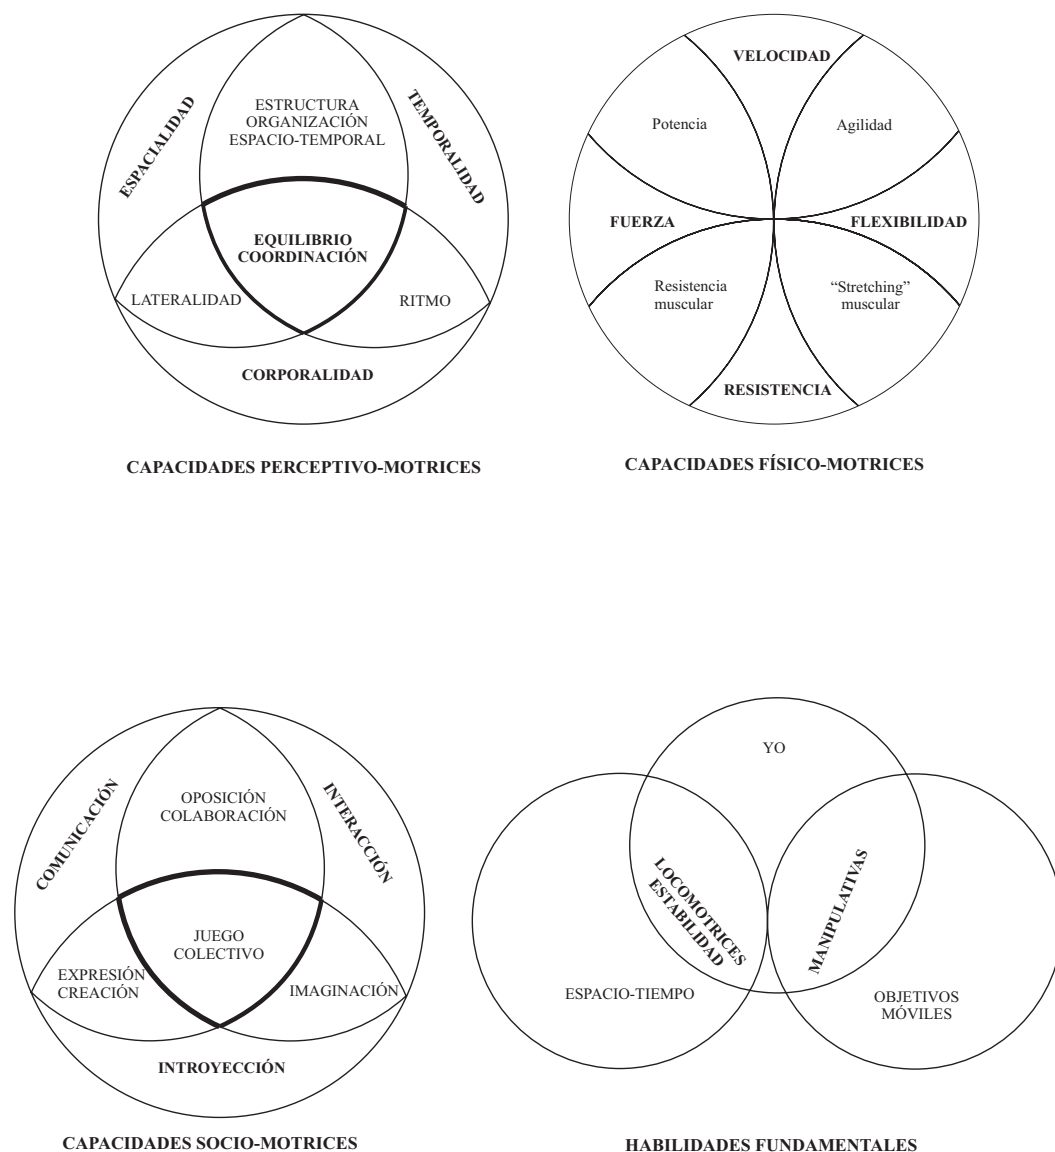 ESPACIALIDAD
TEMPORALIDAD
ESTRUCTURA
ORGANIZACIÓN
ESPACIO-TEMPORAL
EQUILIBRIO
COORDINACIÓN
LATERALIDAD
RITMO
CORPORALIDAD
CAPACIDADES PERCEPTIVO-MOTRICES
VELOCIDAD
Potencia
Agilidad
FUERZA
FLEXIBILIDAD
Resistencia
muscular
“Stretching”
muscular
RESISTENCIA
CAPACIDADES FÍSICO-MOTRICES
COMUNICACIÓN
INTERACCIÓN
OPOSICIÓN
COLABORACIÓN
JUEGO
COLECTIVO
EXPRESIÓN
CREACIÓN
IMAGINACIÓN
INTROYECCIÓN
CAPACIDADES SOCIO-MOTRICES
YO
LOCOMOTRICES
ESTABILIDAD
MANIPULATIVAS
ESPACIO-TIEMPO
OBJETIVOS
MÓVILES
HABILIDADES FUNDAMENTALES